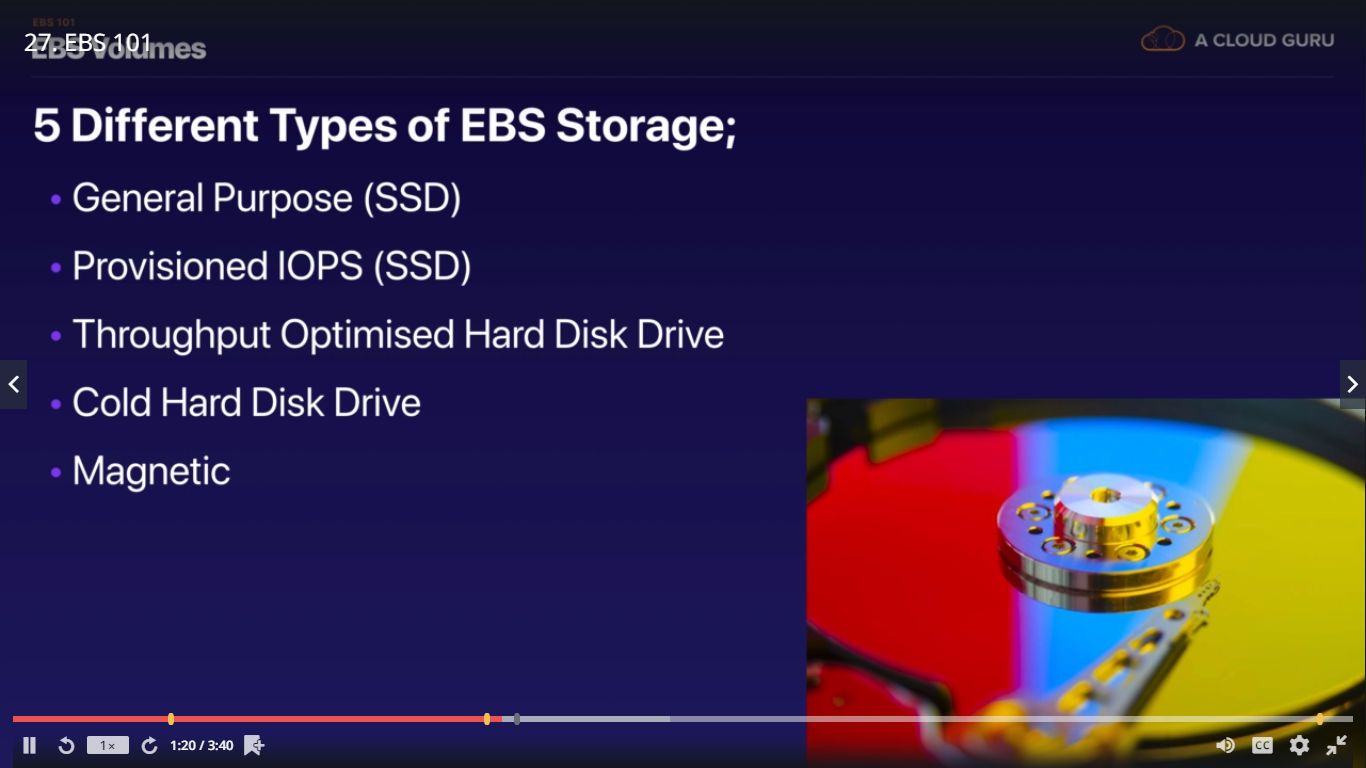 EBS 101
27. EBS 101
EBS Volumes
A CLOUD GURU
5 Different Types of EBS Storage;
• General Purpose (SSD)
• Provisioned IOPS (SSD)
• Throughput Optimised Hard Disk Drive
• Cold Hard Disk Drive
• Magnetic
1×
1:20 / 3:40
CC